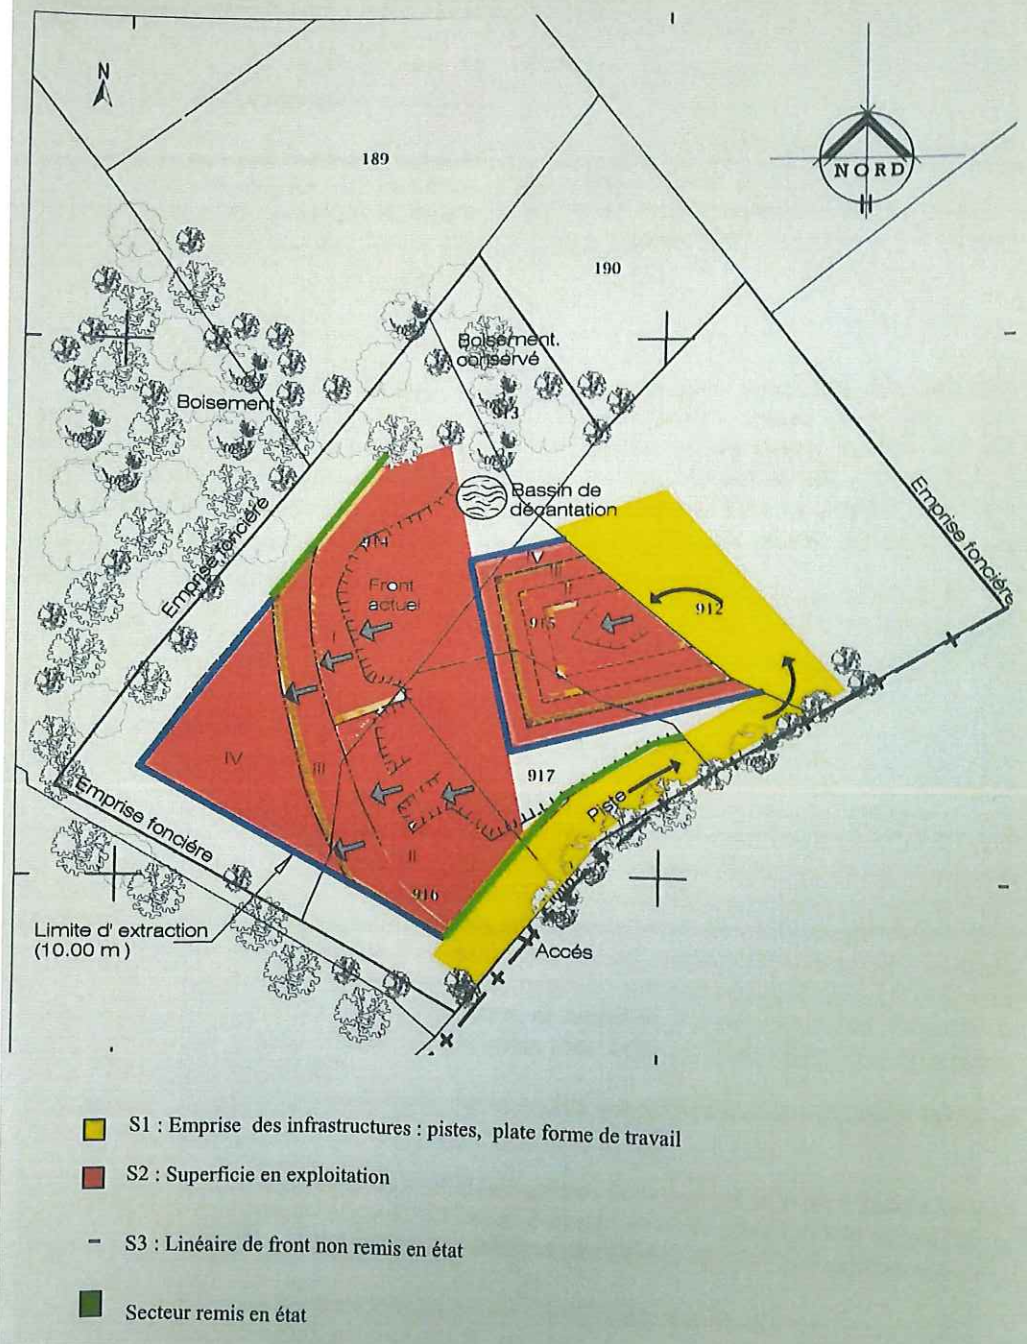 N
189
NORD
190
Boisement.
conservé
Boisement
913
Emprise foncière
Bassin de
décantation
Emprise foncière
914
IV
III
II
Front
actuel
915
912
I
IV
III
917
Piste
Emprise foncière
II
916
Limite d' extraction
(10.00 m)
Accés
S1 : Emprise des infrastructures : pistes, plate forme de travail
S2 : Superficie en exploitation
S3 : Linéaire de front non remis en état
Secteur remis en état